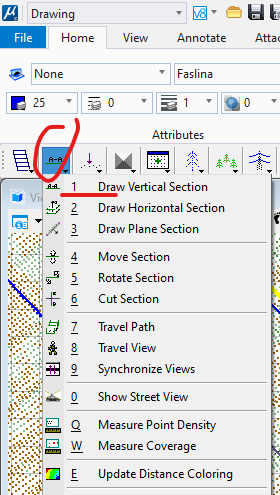 Drawing
V8
File Home View Annotate Attac
None Faslina
25 0 1 0
Attributes
A-A
Vie
1 Draw Vertical Section
2 Draw Horizontal Section
3 Draw Plane Section
4 Move Section
5 Rotate Section
6 Cut Section
7 Travel Path
8 Travel View
9 Synchronize Views
0 Show Street View
Q Measure Point Density
W Measure Coverage
E Update Distance Coloring